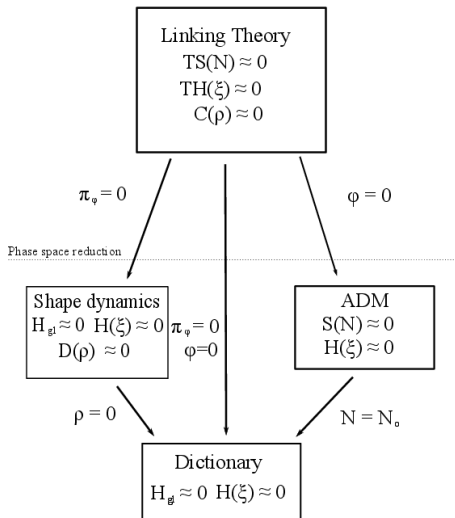 Linking Theory
TS(N) ≈ 0
TH(ξ) ≈ 0
C(ρ) ≈ 0
π_φ = 0
φ = 0
Phase space reduction
Shape dynamics
H_gl ≈ 0 H(ξ) ≈ 0
D(ρ) ≈ 0
π_φ = 0
φ=0
ADM
S(N) ≈ 0
H(ξ) ≈ 0
ρ = 0
N = N₀
Dictionary
H_gl ≈ 0 H(ξ) ≈ 0